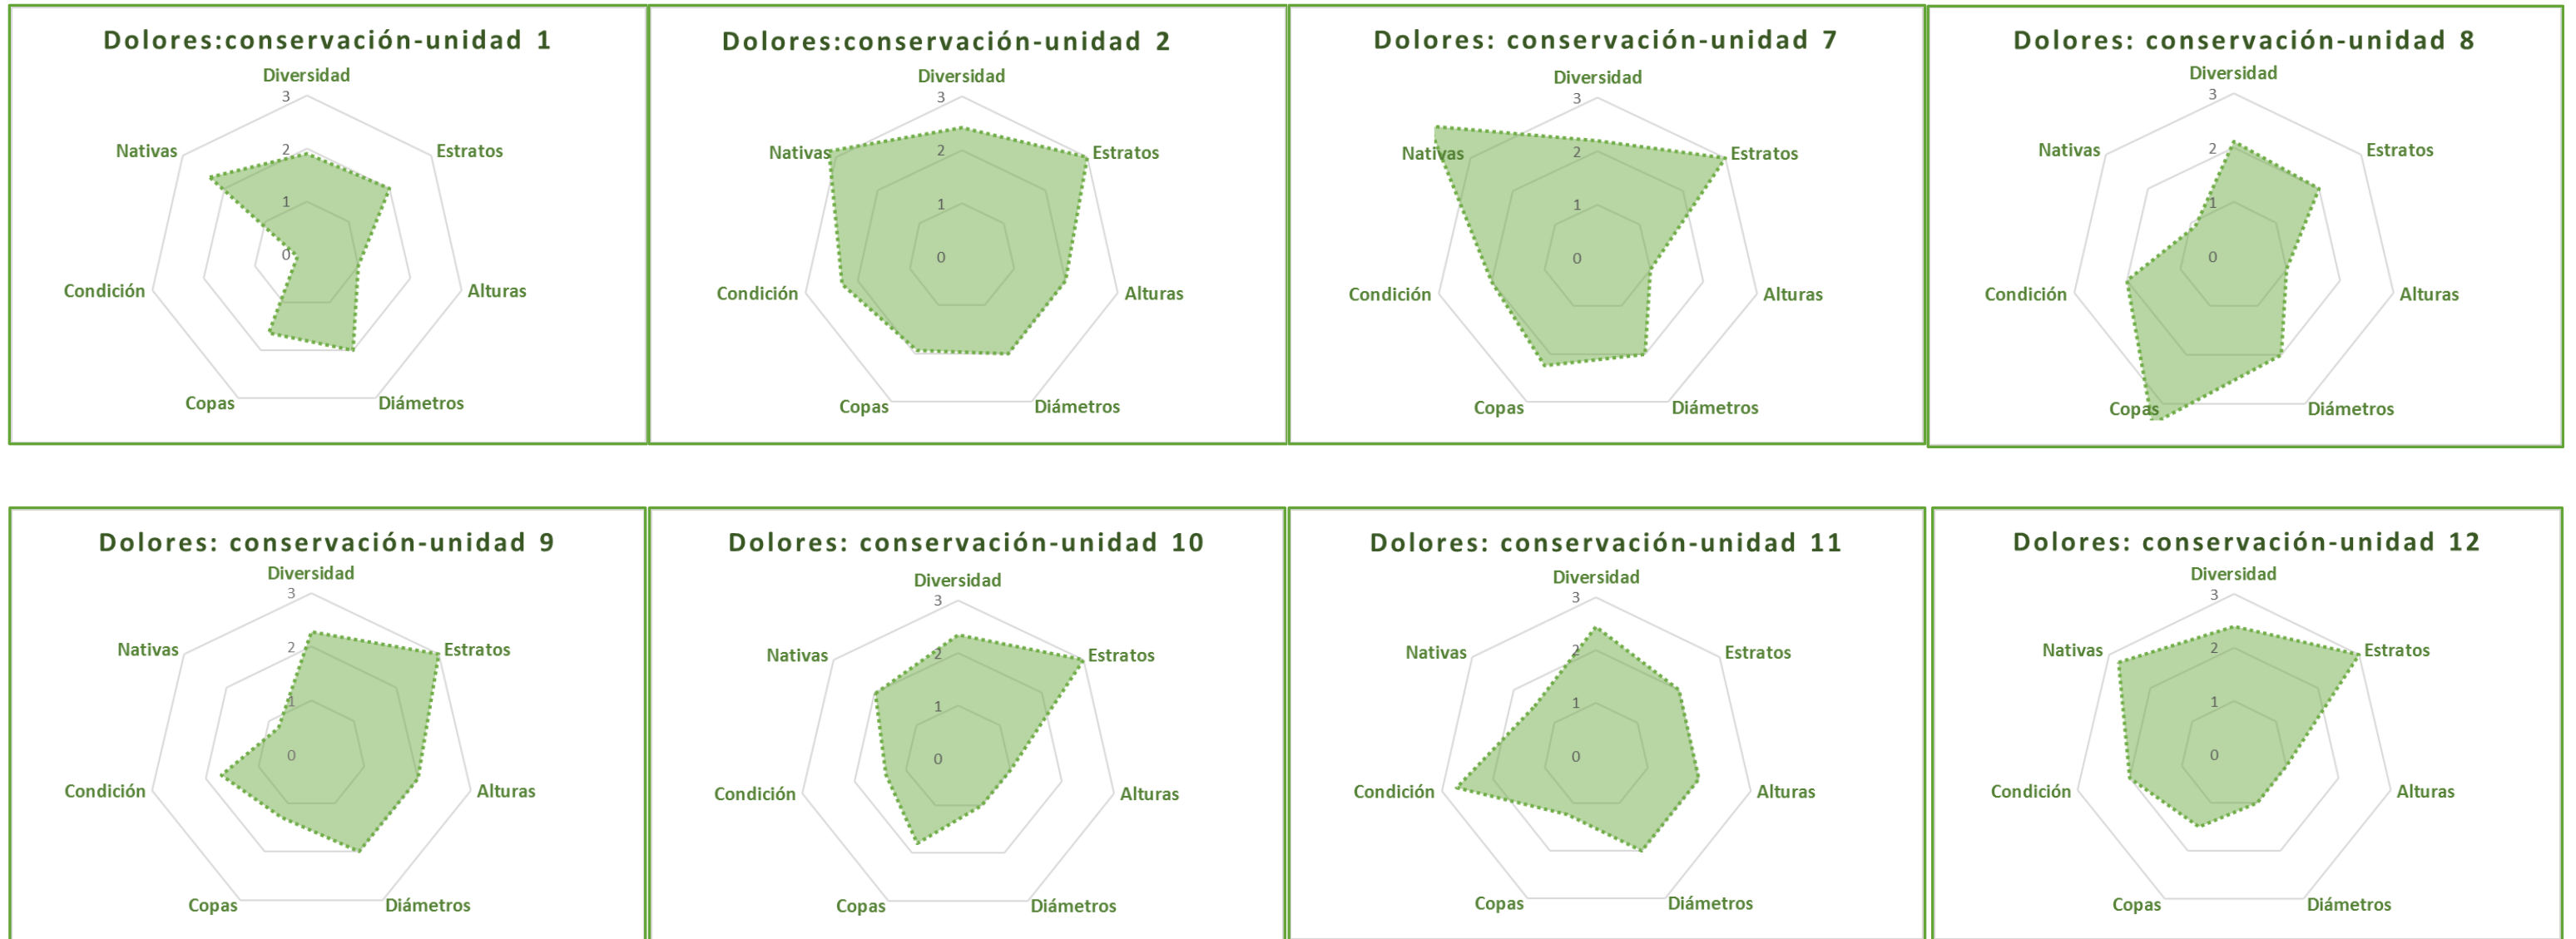 Dolores:conservación-unidad 1
Diversidad
3
Nativas
Estratos
2
1
0
Condición
Alturas
Copas
Diámetros
Dolores:conservación-unidad 2
Diversidad
3
Nativas
Estratos
2
1
0
Condición
Alturas
Copas
Diámetros
Dolores: conservación-unidad 7
Diversidad
3
Nativas
Estratos
2
1
0
Condición
Alturas
Copas
Diámetros
Dolores: conservación-unidad 8
Diversidad
3
Nativas
Estratos
2
1
0
Condición
Alturas
Copas
Diámetros
Dolores: conservación-unidad 9
Diversidad
3
Nativas
Estratos
2
1
0
Condición
Alturas
Copas
Diámetros
Dolores: conservación-unidad 10
Diversidad
3
Nativas
Estratos
2
1
0
Condición
Alturas
Copas
Diámetros
Dolores: conservación-unidad 11
Diversidad
3
Nativas
Estratos
2
1
0
Condición
Alturas
Copas
Diámetros
Dolores: conservación-unidad 12
Diversidad
3
Nativas
Estratos
2
1
0
Condición
Alturas
Copas
Diámetros